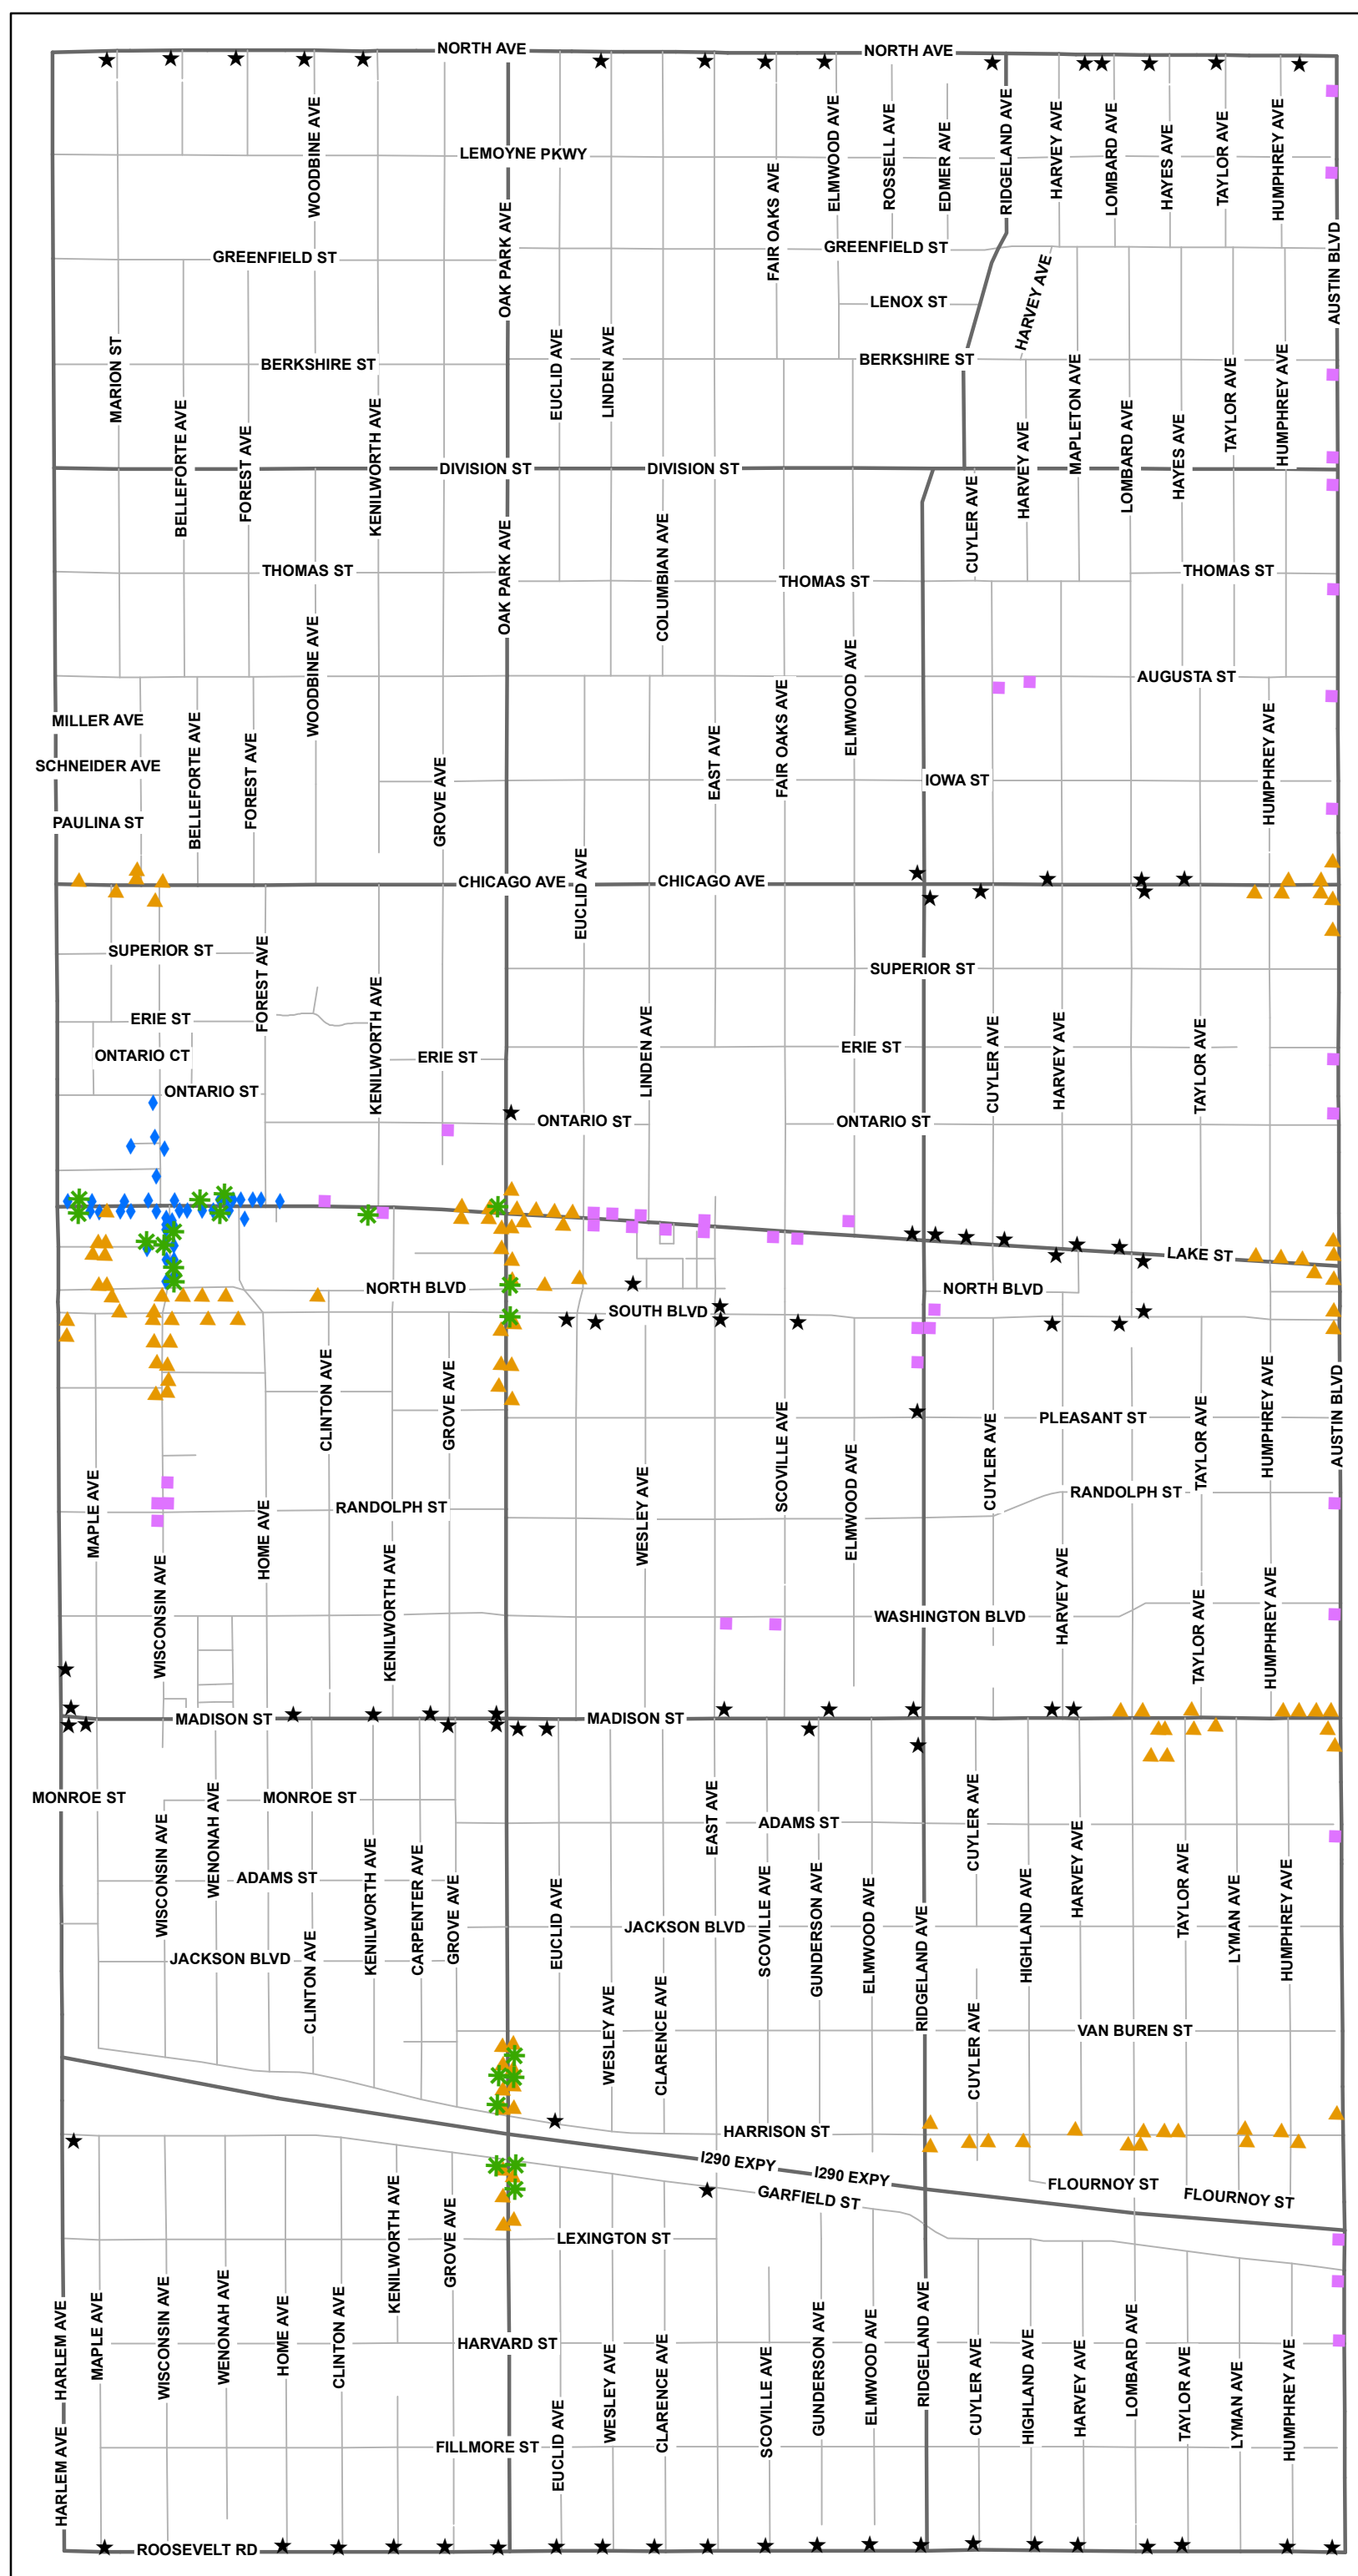 NORTH AVE
NORTH AVE
WOODBINE AVE
LEMOYNE PKWY
ELMWOOD AVE
ROSSELL AVE
EDMER AVE
RIDGELAND AVE
HARVEY AVE
LOMBARD AVE
HAYES AVE
TAYLOR AVE
HUMPHREY AVE
FAIR OAKS AVE
OAK PARK AVE
AUSTIN BLVD
GREENFIELD ST
GREENFIELD ST
HARVEY AVE
LENOX ST
MARION ST
BERKSHIRE ST
EUCLID AVE
LINDEN AVE
BERKSHIRE ST
MAPLETON AVE
TAYLOR AVE
HUMPHREY AVE
BELLEFORTE AVE
FOREST AVE
KENILWORTH AVE
LOMBARD AVE
HAYES AVE
HARVEY AVE
DIVISION ST
DIVISION ST
CUYLER AVE
OAK PARK AVE
COLUMBIAN AVE
THOMAS ST
THOMAS ST
THOMAS ST
WOODBINE AVE
ELMWOOD AVE
AUGUSTA ST
MILLER AVE
BELLEFORTE AVE
FOREST AVE
FAIR OAKS AVE
EAST AVE
HUMPHREY AVE
SCHNEIDER AVE
GROVE AVE
IOWA ST
PAULINA ST
EUCLID AVE
CHICAGO AVE
CHICAGO AVE
SUPERIOR ST
FOREST AVE
SUPERIOR ST
KENILWORTH AVE
ERIE ST
LINDEN AVE
CUYLER AVE
HARVEY AVE
TAYLOR AVE
ONTARIO CT
ERIE ST
ERIE ST
ONTARIO ST
ONTARIO ST
ONTARIO ST
LAKE ST
NORTH BLVD
NORTH BLVD
SOUTH BLVD
CLINTON AVE
GROVE AVE
SCOVILLE AVE
PLEASANT ST
TAYLOR AVE
HUMPHREY AVE
AUSTIN BLVD
CUYLER AVE
ELMWOOD AVE
MAPLE AVE
WESLEY AVE
RANDOLPH ST
RANDOLPH ST
HOME AVE
WISCONSIN AVE
KENILWORTH AVE
HARVEY AVE
TAYLOR AVE
HUMPHREY AVE
WASHINGTON BLVD
MADISON ST
MADISON ST
MONROE ST
MONROE ST
WENONAH AVE
EAST AVE
ADAMS ST
CUYLER AVE
WISCONSIN AVE
KENILWORTH AVE
CARPENTER AVE
HARVEY AVE
ADAMS ST
GROVE AVE
EUCLID AVE
SCOVILLE AVE
GUNDERSON AVE
ELMWOOD AVE
RIDGELAND AVE
HIGHLAND AVE
TAYLOR AVE
LYMAN AVE
HUMPHREY AVE
JACKSON BLVD
JACKSON BLVD
CLINTON AVE
WESLEY AVE
CLARENCE AVE
CUYLER AVE
VAN BUREN ST
HARRISON ST
I290 EXPY
I290 EXPY
FLOURNOY ST
FLOURNOY ST
GARFIELD ST
KENILWORTH AVE
GROVE AVE
LEXINGTON ST
HARLEM AVE
MAPLE AVE
WISCONSIN AVE
WENONAH AVE
HOME AVE
CLINTON AVE
RIDGELAND AVE
GUNDERSON AVE
ELMWOOD AVE
CUYLER AVE
HIGHLAND AVE
HARVEY AVE
LOMBARD AVE
TAYLOR AVE
LYMAN AVE
HUMPHREY AVE
HARVARD ST
WESLEY AVE
CLARENCE AVE
SCOVILLE AVE
EUCLID AVE
HARLEM AVE
FILLMORE ST
ROOSEVELT RD